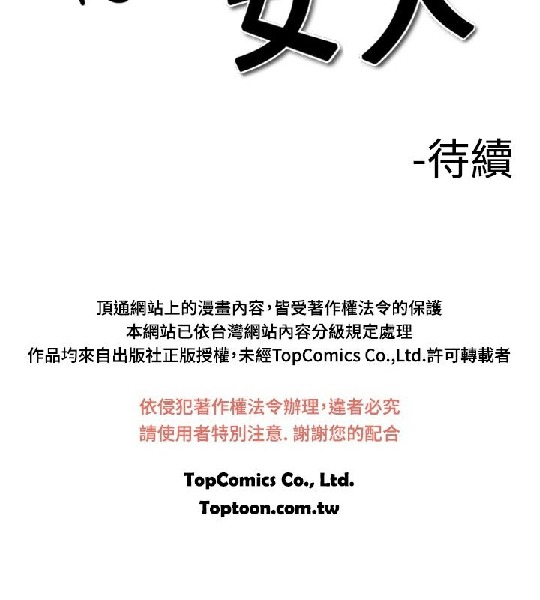 女人
-待續
頂通網站上的漫畫內容，皆受著作權法令的保護
本網站已依台灣網站內容分級規定處理
作品均來自出版社正版授權，未經TopComics Co.,Ltd.許可轉載者
依侵犯著作權法令辦理，違者必究
請使用者特別注意. 謝謝您的配合
TopComics Co., Ltd.
Toptoon.com.tw